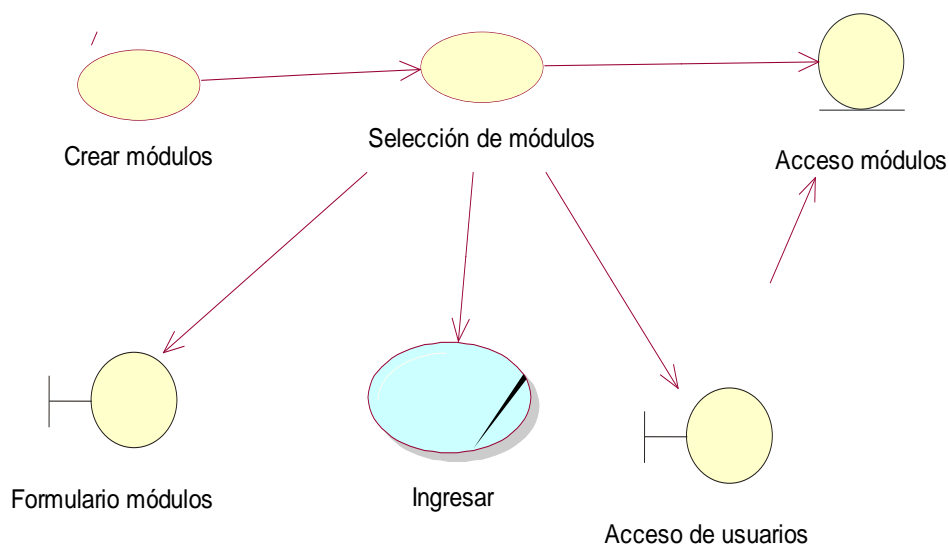 Crear módulos
Selección de módulos
Acceso módulos
Formulario módulos
Ingresar
Acceso de usuarios